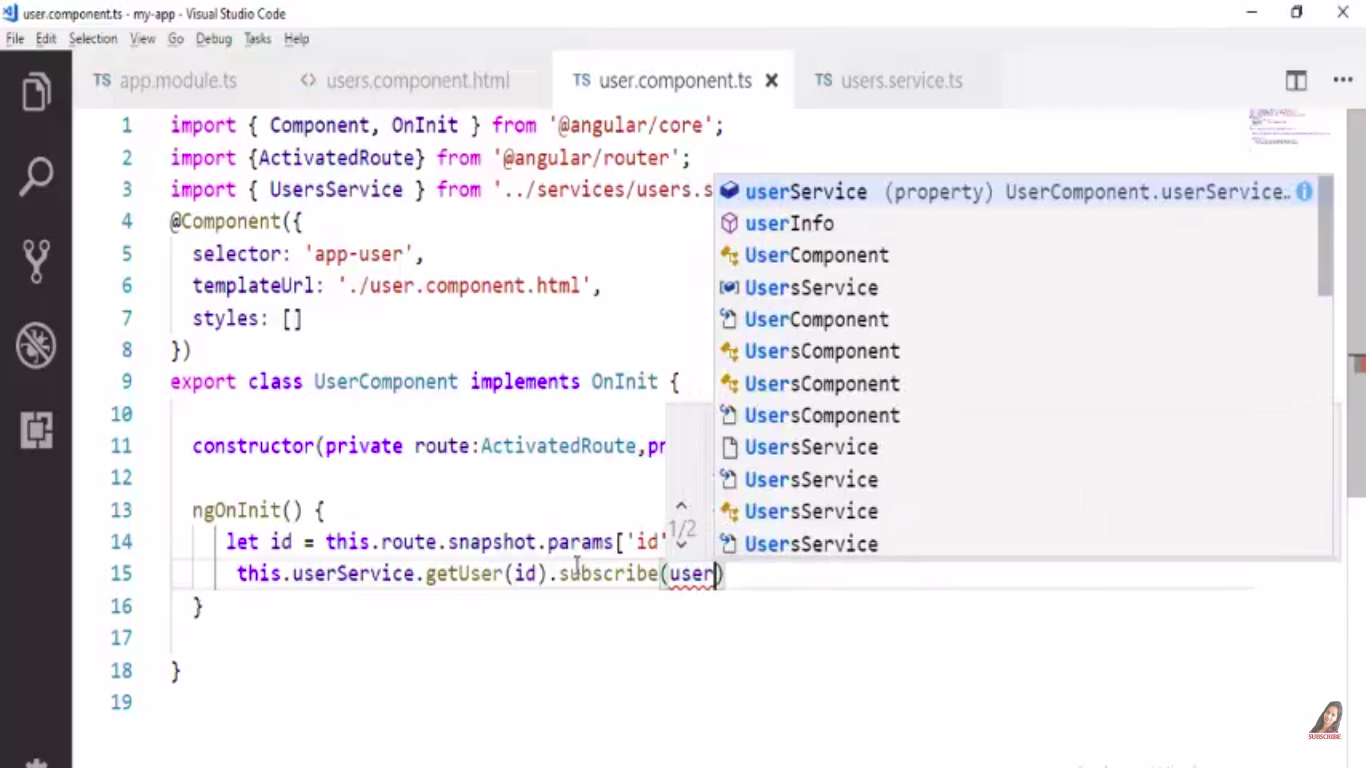 user.component.ts - my-app - Visual Studio Code
File Edit Selection View Go Debug Tasks Help
TS app.module.ts <> users.component.html TS user.component.ts × TS users.service.ts
1 import { Component, OnInit } from '@angular/core';
2 import {ActivatedRoute} from '@angular/router';
3 import { UsersService } from '../services/users.s
4 @Component({
5 selector: 'app-user',
6 templateUrl: './user.component.html',
7 styles: []
8 })
9 export class UserComponent implements OnInit {
10
11 constructor(private route:ActivatedRoute,pr
12
13 ngOnInit() {
14 let id = this.route.snapshot.params['id'
15 this.userService.getUser(id).subscribe(user)
16 }
17
18 }
19
userService (property) UserComponent.userService…
userInfo
UserComponent
UsersService
UserComponent
UsersComponent
UsersComponent
UsersComponent
UsersService
UsersService
UsersService
UsersService
1/2
SUBSCRIBE